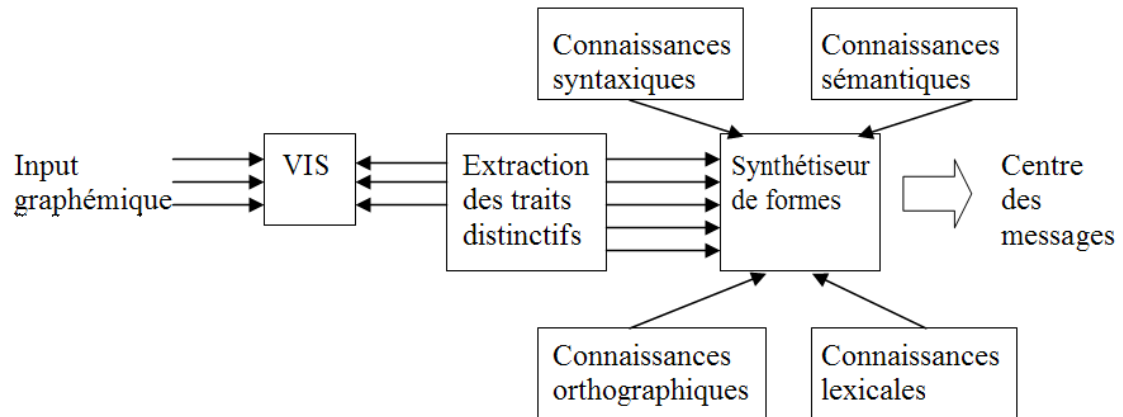 Connaissances
syntaxiques
Connaissances
sémantiques
Input
graphémique
VIS
Extraction
des traits
distinctifs
Synthétiseur
de formes
Centre
des
messages
Connaissances
orthographiques
Connaissances
lexicales